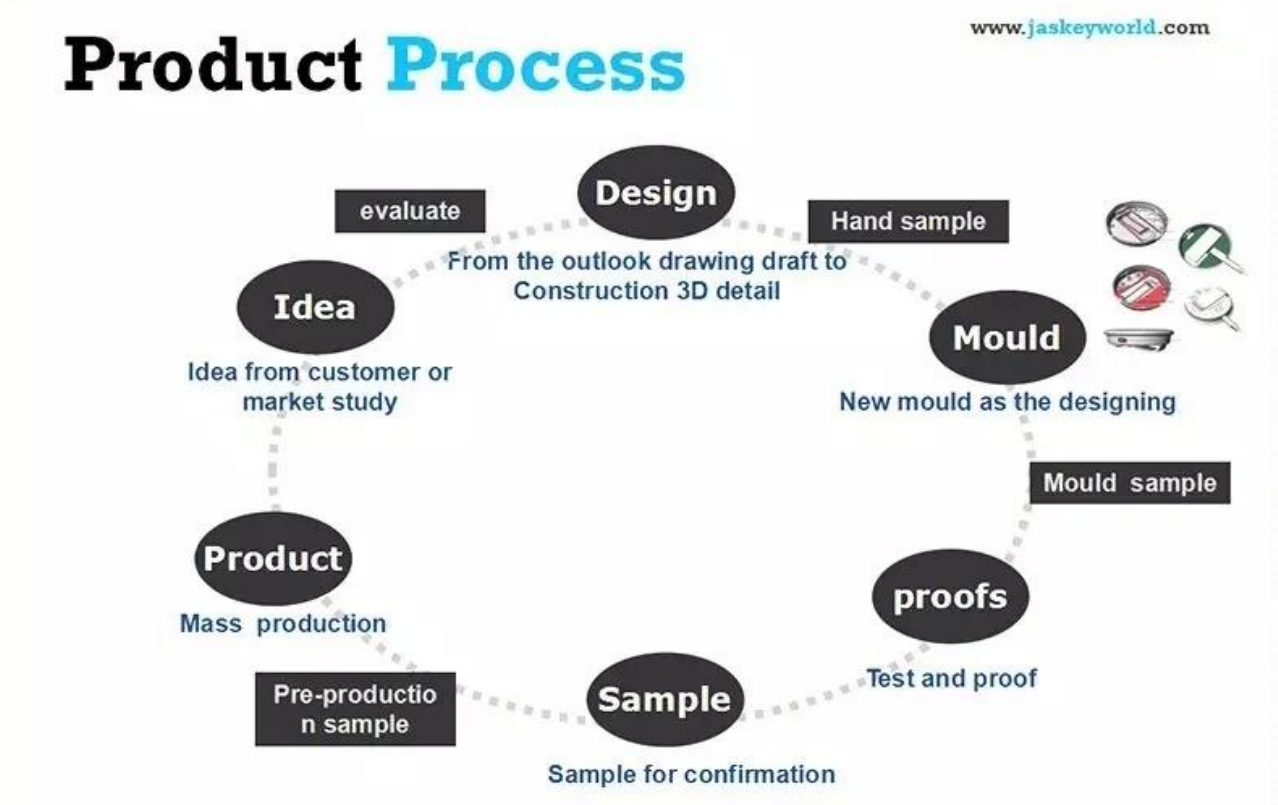 www.jaskeyworld.com
Product Process
Design
evaluate
Hand sample
From the outlook drawing draft to
Construction 3D detail
Idea
Mould
Idea from customer or
market study
New mould as the designing
Mould sample
Product
proofs
Mass production
Test and proof
Pre-productio
n sample
Sample
Sample for confirmation